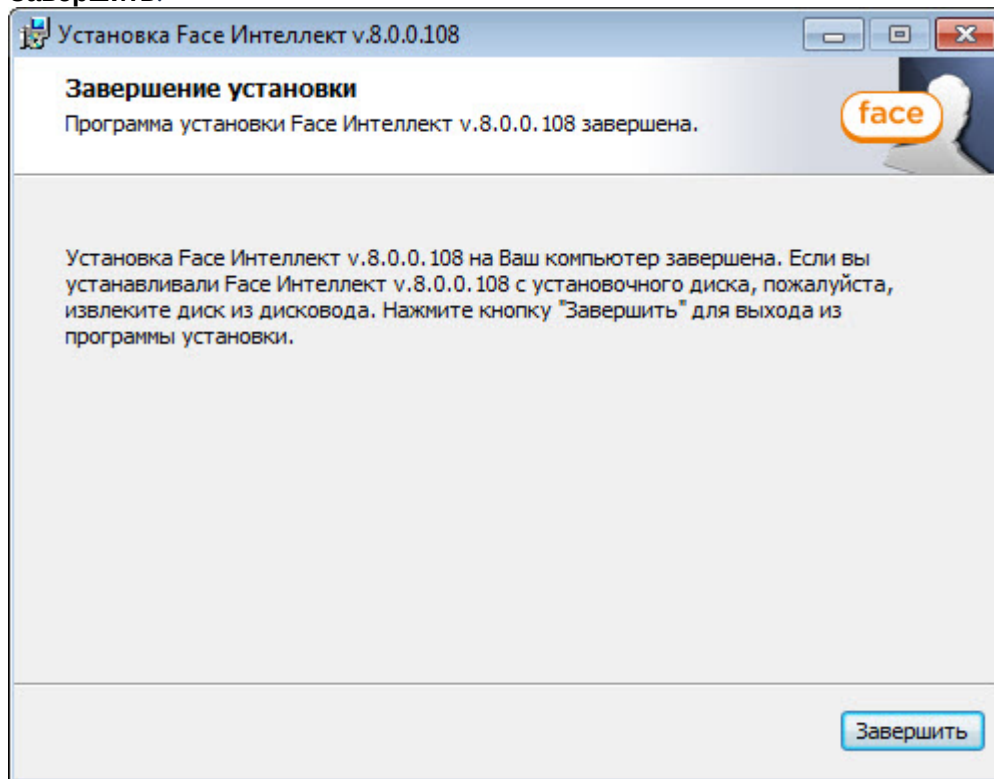 Завершить.
Установка Face Интеллект v.8.0.0.108
Завершение установки
Программа установки Face Интеллект v.8.0.0.108 завершена.
face
Установка Face Интеллект v.8.0.0.108 на Ваш компьютер завершена. Если вы
устанавливали Face Интеллект v.8.0.0.108 с установочного диска, пожалуйста,
извлеките диск из дисковода. Нажмите кнопку "Завершить" для выхода из
программы установки.
Завершить